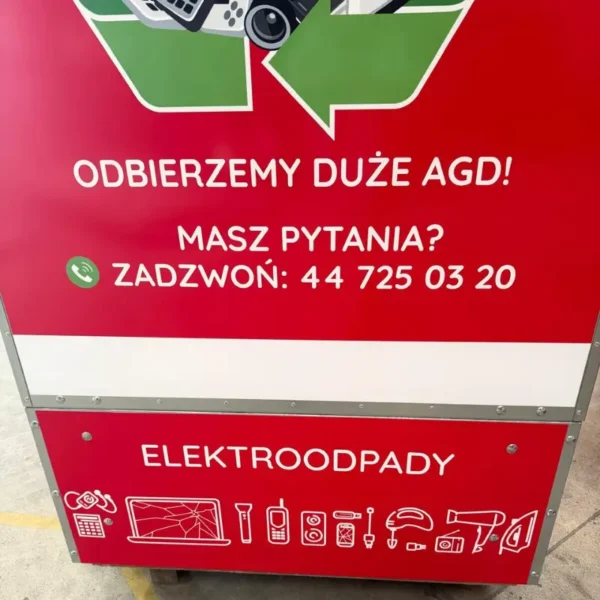 ODBIERZEMY DUŻE AGD!
MASZ PYTANIA?
ZADZWOŃ: 44 725 03 20
ELEKTROODPADY